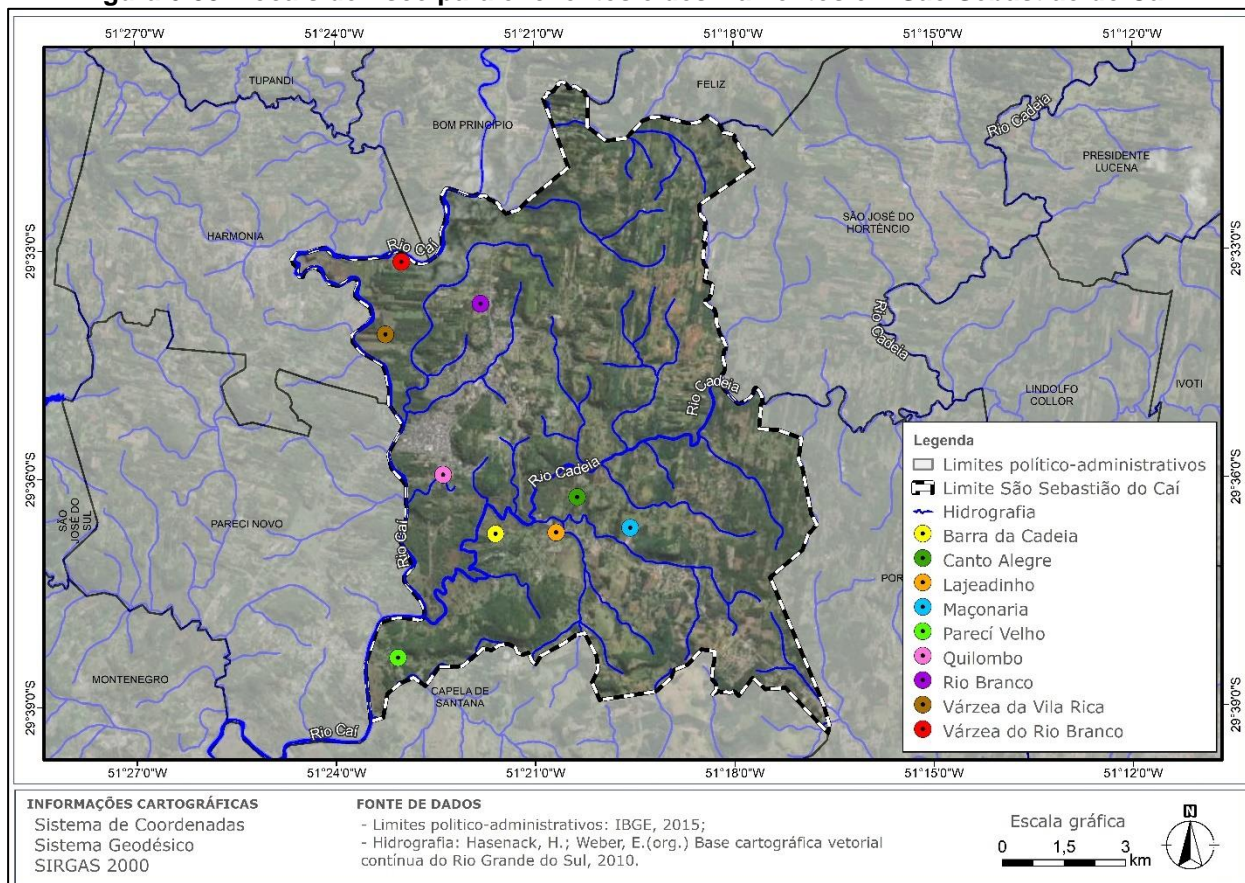 51°27'0"W 51°24'0"W 51°21'0"W 51°18'0"W 51°15'0"W 51°12'0"W
TUPANDI
FELIZ
BOM PRINCÍPIO
Rio Cadeia
PRESIDENTE
LUCENA
SÃO JOSÉ DO
HORTÊNCIO
HARMONIA
Rio Caí
29°33'0"S
29°33'0"S
Rio Cadeia
Rio Cadeia
LINDOLFO
COLLOR
IVOTI
Rio Cadeia
29°36'0"S
29°36'0"S
SÃO
JOSÉ DO
SUL
PARECI NOVO
Rio Caí
POR
MONTENEGRO
CAPELA DE
SANTANA
29°39'0"S
29°39'0"S
Rio Caí
Legenda
Limites político-administrativos
Limite São Sebastião do Caí
Hidrografia
Barra da Cadeia
Canto Alegre
Lajeadinho
Maçonaria
Parecí Velho
Quilombo
Rio Branco
Várzea da Vila Rica
Várzea do Rio Branco
51°27'0"W 51°24'0"W 51°21'0"W 51°18'0"W 51°15'0"W 51°12'0"W
INFORMAÇÕES CARTOGRÁFICAS
Sistema de Coordenadas
Sistema Geodésico
SIRGAS 2000
FONTE DE DADOS
- Limites politico-administrativos: IBGE, 2015;
- Hidrografia: Hasenack, H.; Weber, E.(org.) Base cartográfica vetorial
contínua do Rio Grande do Sul, 2010.
Escala gráfica
0 1,5 3
km
N